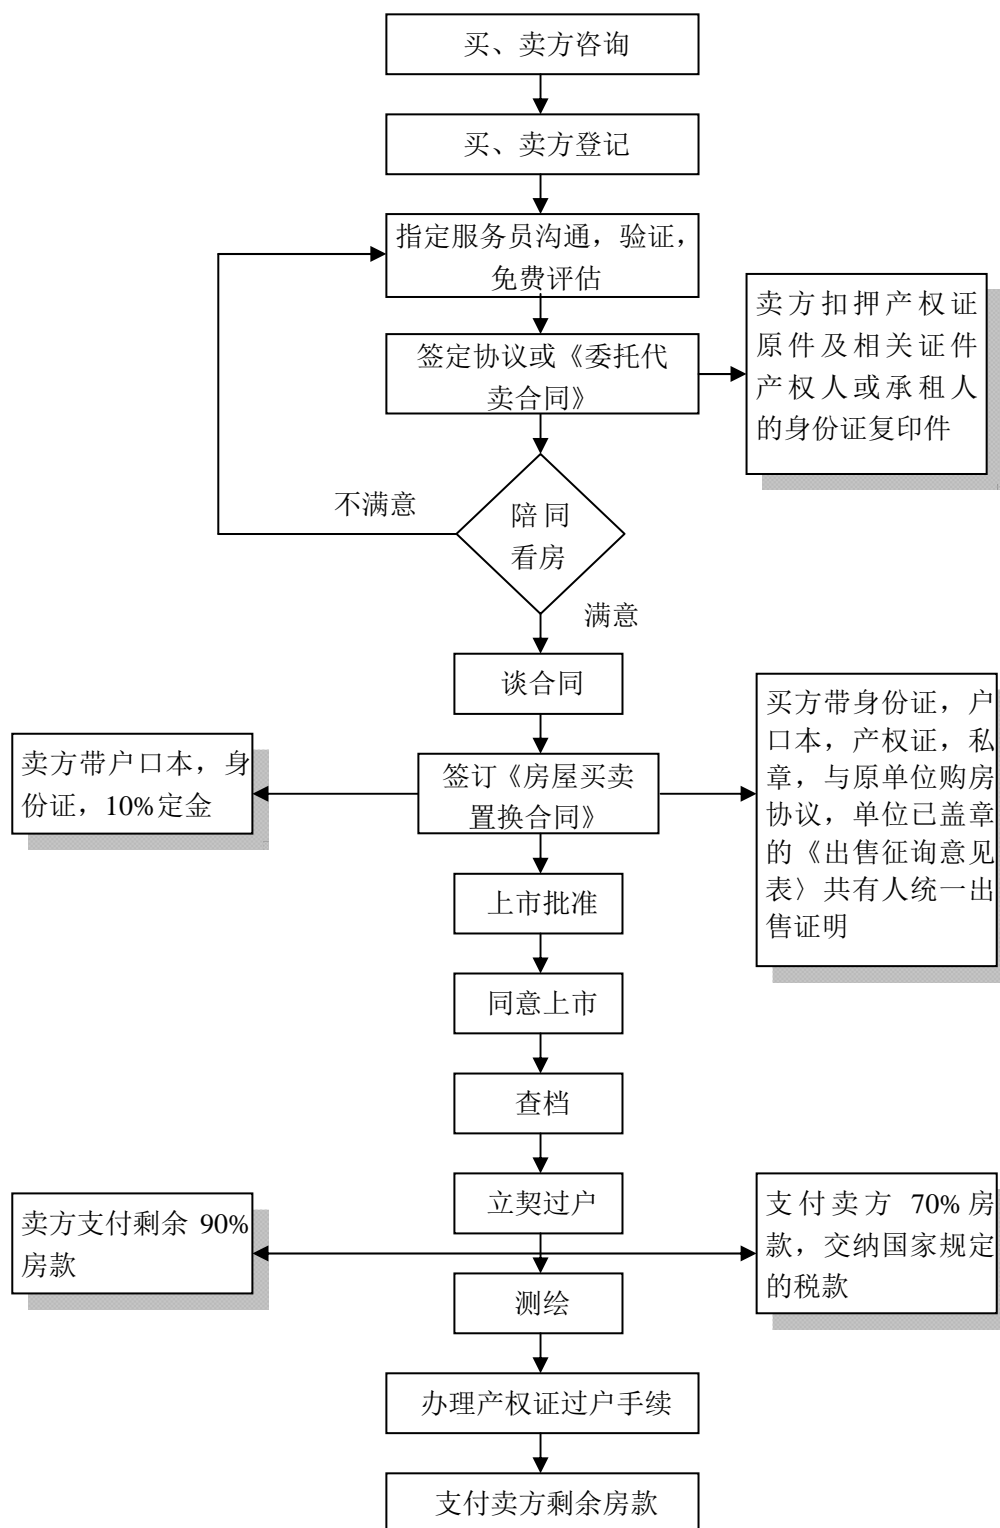 买、卖方咨询
买、卖方登记
指定服务员沟通，验证，
免费评估
签定协议或《委托代
卖合同》
卖方扣押产权证
原件及相关证件
产权人或承租人
的身份证复印件
不满意
陪同
看房
满意
谈合同
签订《房屋买卖
置换合同》
卖方带户口本，身
份证，10%定金
买方带身份证，户
口本，产权证，私
章，与原单位购房
协议，单位已盖章
的《出售征询意见
表〉共有人统一出
售证明
上市批准
同意上市
查档
立契过户
卖方支付剩余 90%
房款
支付卖方 70%房
款，交纳国家规定
的税款
测绘
办理产权证过户手续
支付卖方剩余房款